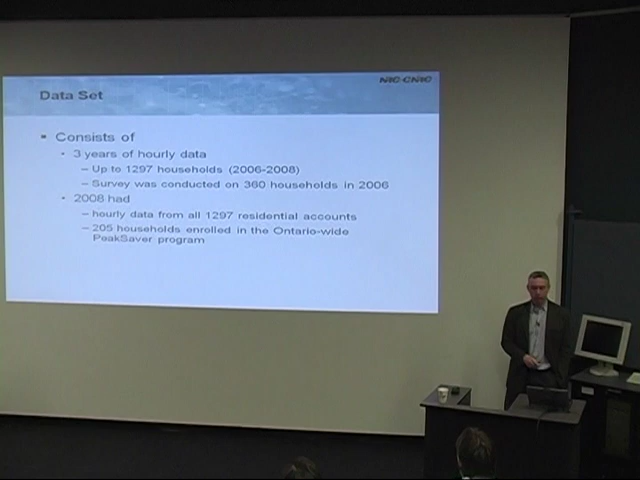 NRC-CNRC
Data Set
Consists of
3 years of hourly data
– Up to 1297 households (2006-2008)
– Survey was conducted on 360 households in 2006
2008 had
– hourly data from all 1297 residential accounts
– 205 households enrolled in the Ontario-wide
PeakSaver program